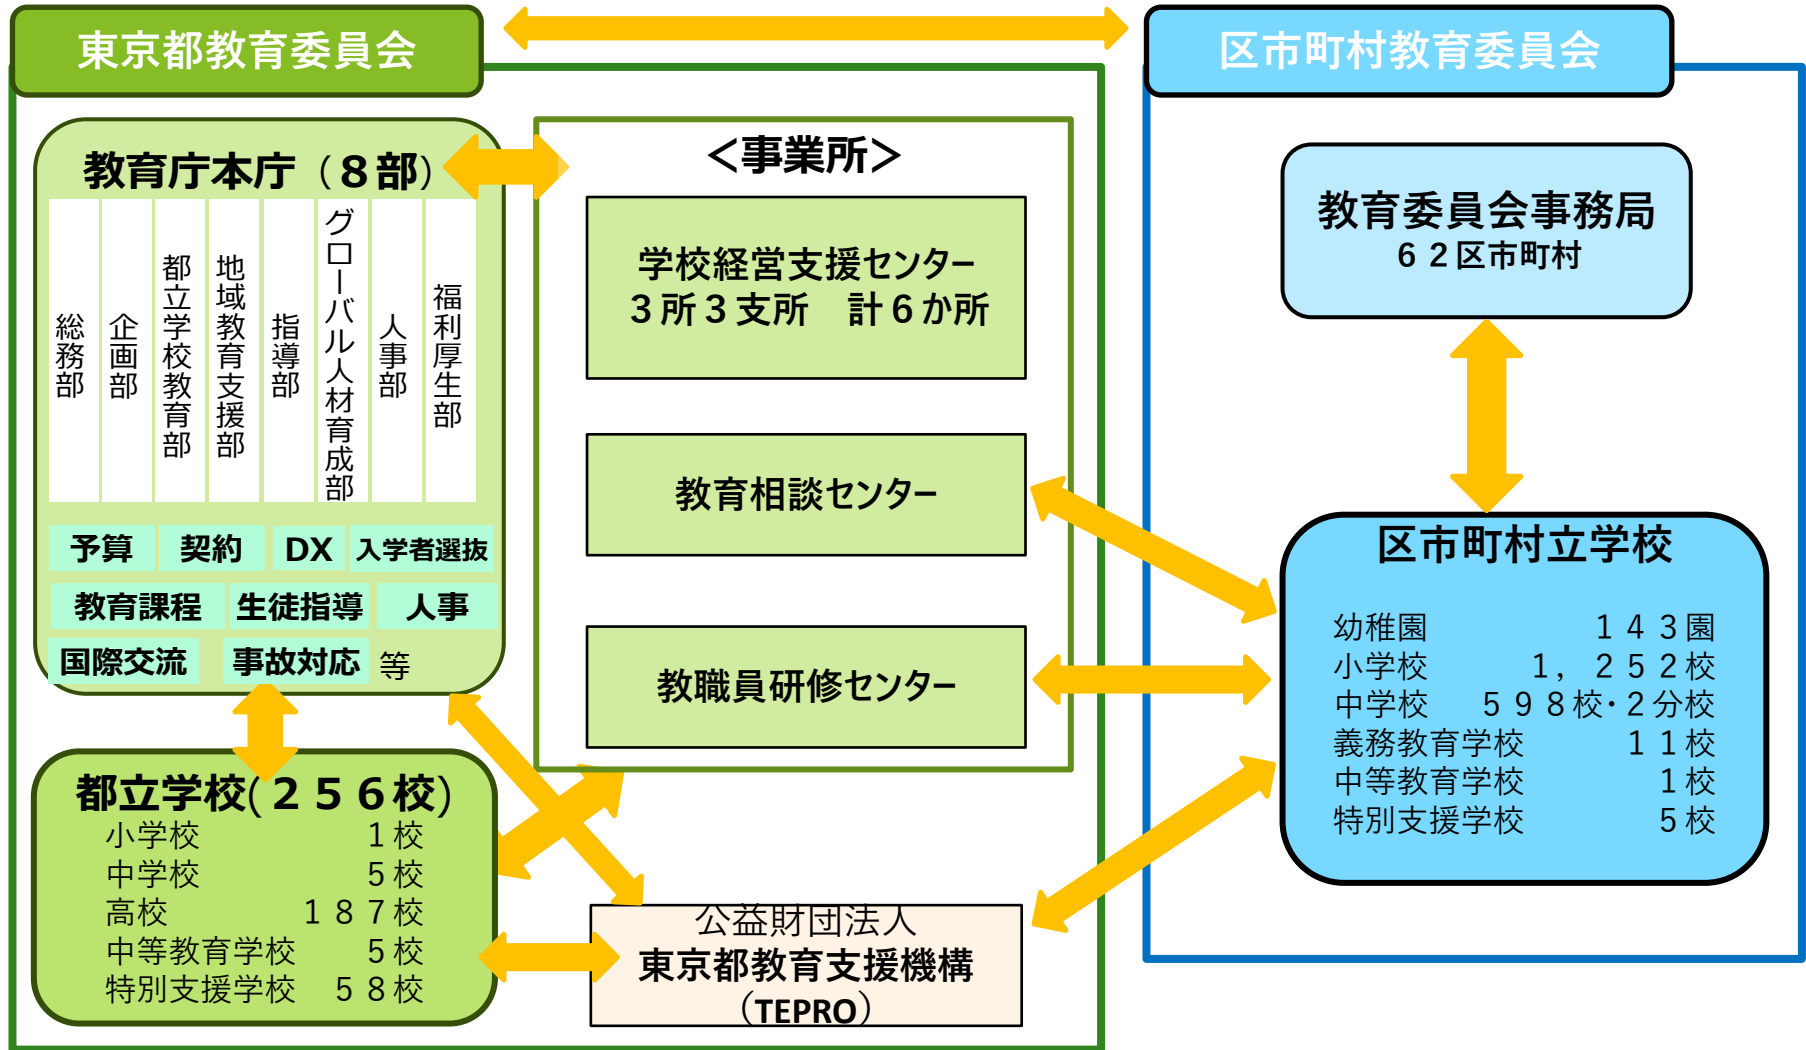 東京都教育委員会
教育庁本庁（８部）
総務部
企画部
都立学校教育部
地域教育支援部
指導部
グローバル人材育成部
人事部
福利厚生部
予算 契約 DX 入学者選抜
教育課程 生徒指導 人事
国際交流 事故対応 等
都立学校(２５６校)
小学校 １校
中学校 ５校
高校 １８７校
中等教育学校 ５校
特別支援学校 ５８校
＜事業所＞
学校経営支援センター
３所３支所　計６か所
教育相談センター
教職員研修センター
公益財団法人
東京都教育支援機構
（TEPRO）
区市町村教育委員会
教育委員会事務局
６２区市町村
区市町村立学校
幼稚園 １４３園
小学校 １，２５２校
中学校 ５９８校・２分校
義務教育学校 １１校
中等教育学校 １校
特別支援学校 ５校